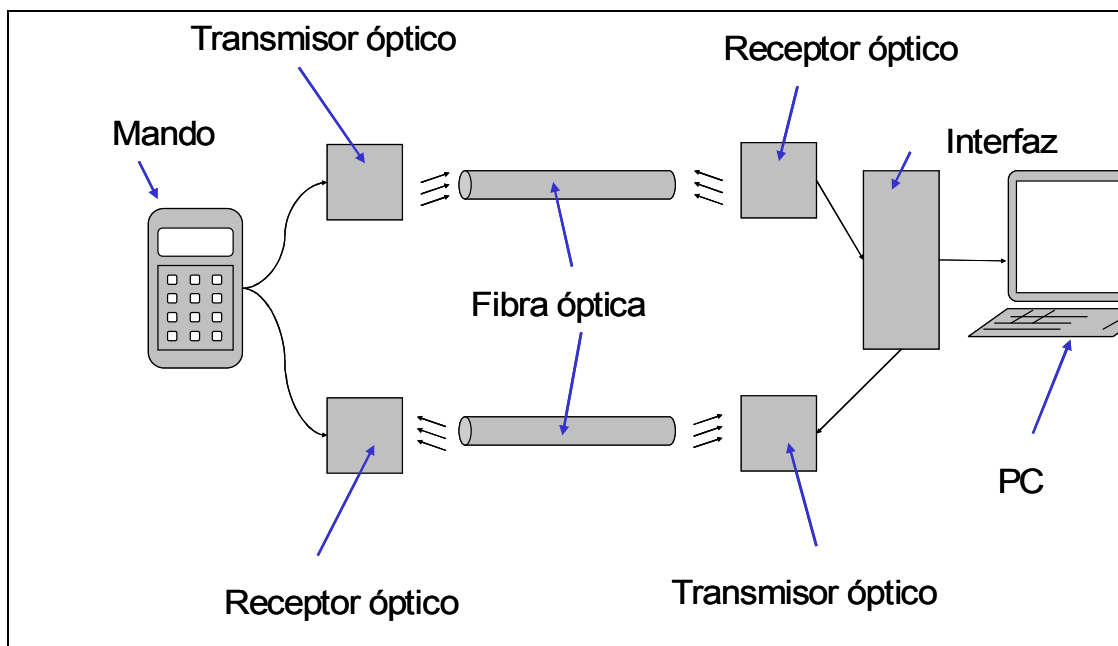 Transmisor óptico
Receptor óptico
Mando
Interfaz
Fibra óptica
PC
Receptor óptico
Transmisor óptico